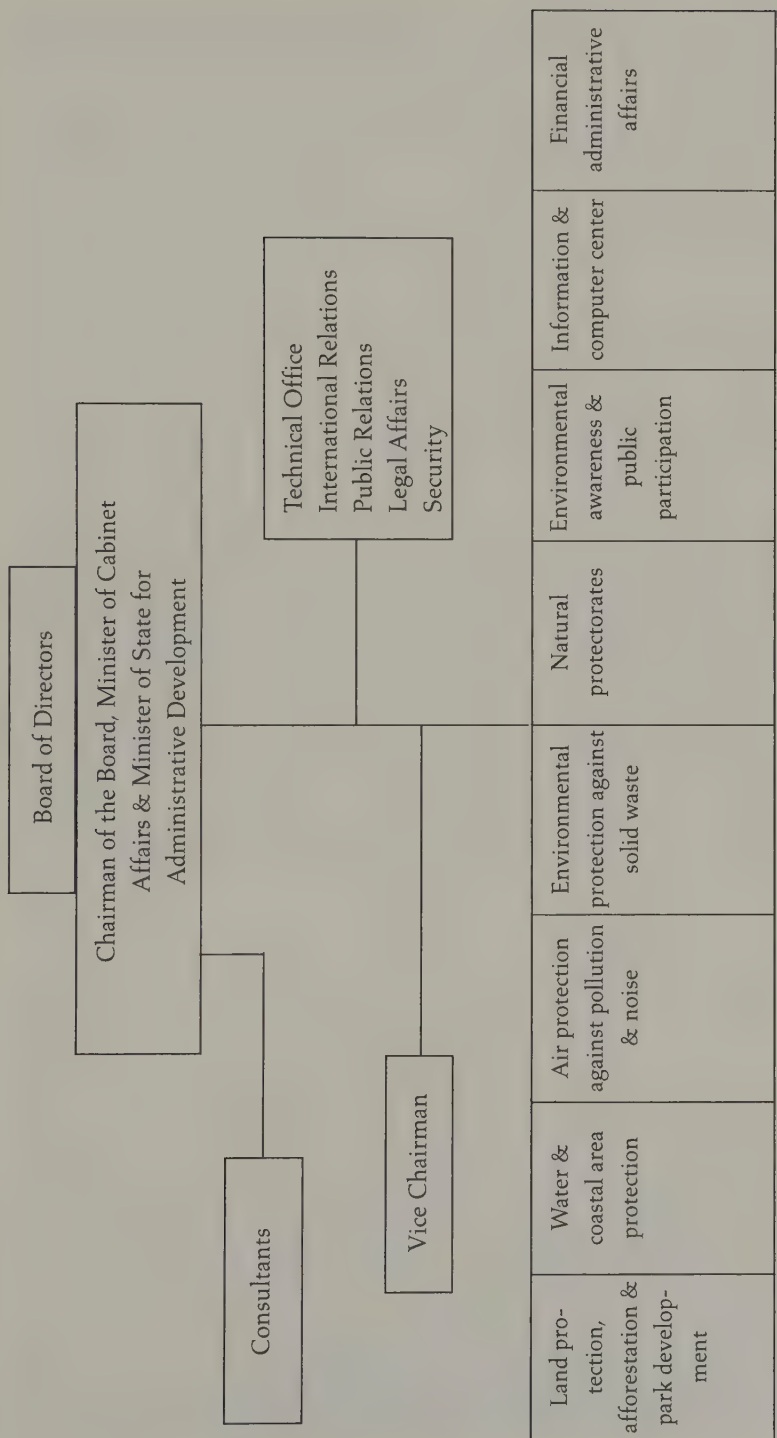 Board of Directors
Chairman of the Board, Minister of Cabinet
Affairs & Minister of State for
Administrative Development
Consultants
Technical Office
International Relations
Public Relations
Legal Affairs
Security
Vice Chairman
Land pro-
tection,
afforestation &
park develop-
ment
Water &
coastal area
protection
Air protection
against pollution
& noise
Environmental
protection against
solid waste
Natural
protectorates
Environmental
awareness &
public
participation
Information &
computer center
Financial
administrative
affairs